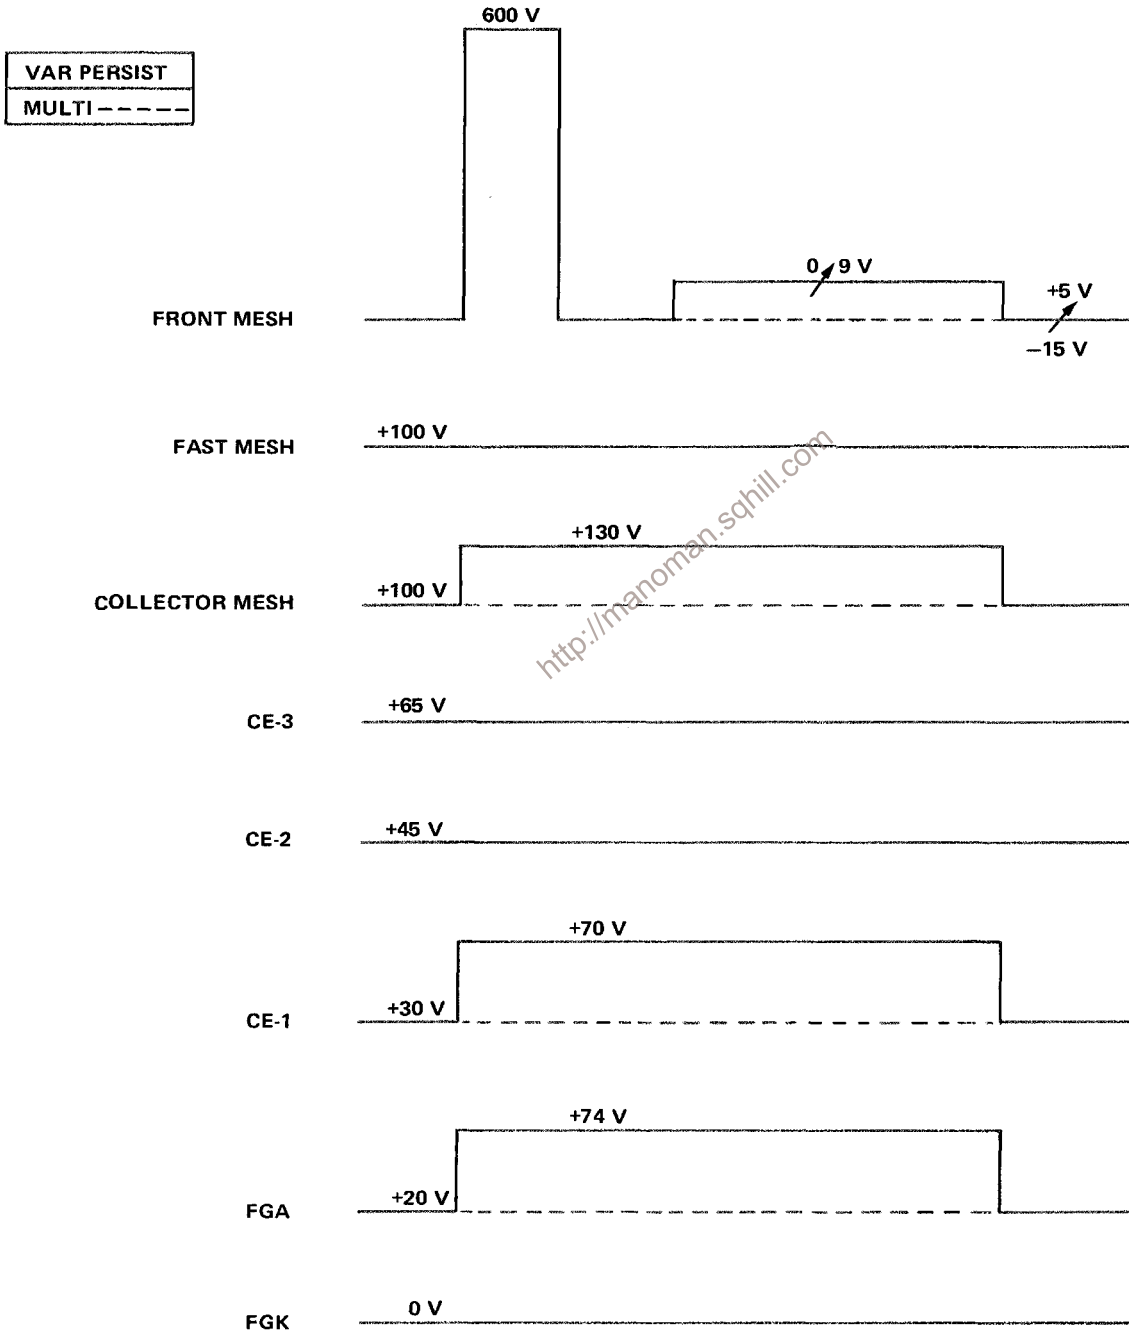 600 V
VAR PERSIST
MULTI -----
0 9 V
+5 V
FRONT MESH
−15 V
+100 V
FAST MESH
+130 V
+100 V
COLLECTOR MESH
http://manoman.sqhill.com
+65 V
CE-3
+45 V
CE-2
+70 V
+30 V
CE-1
+74 V
+20 V
FGA
0 V
FGK